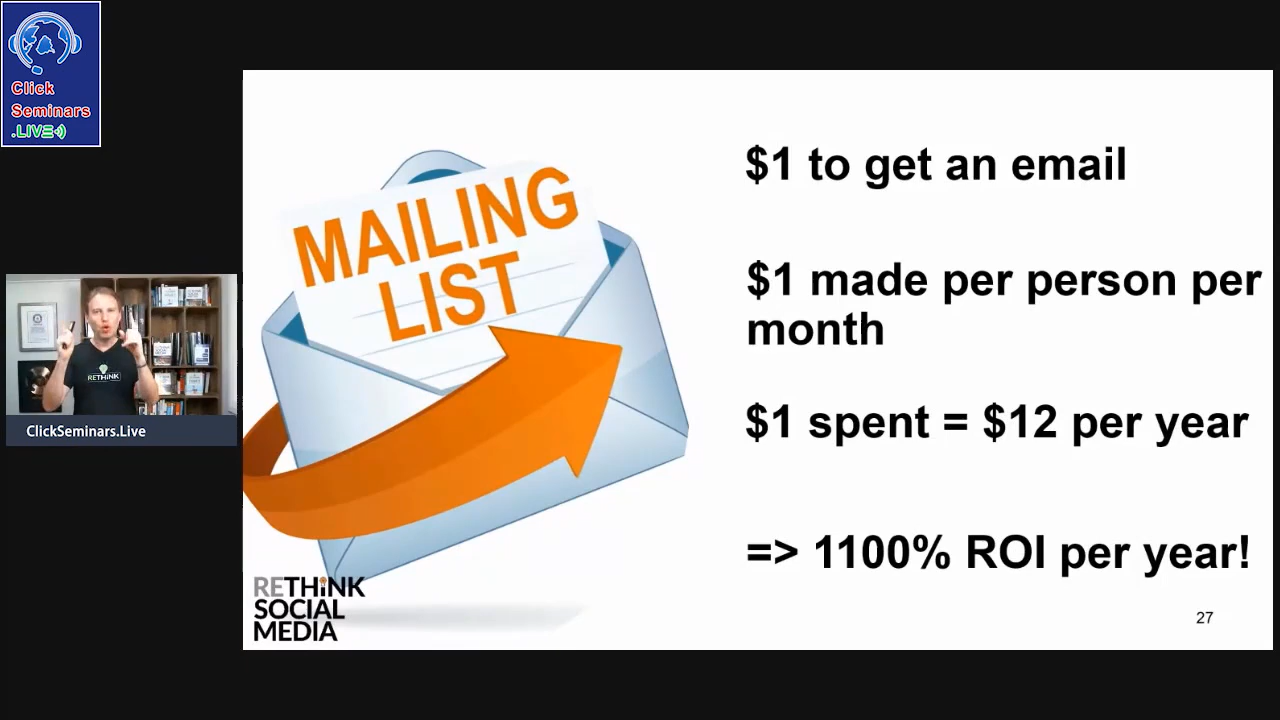 Click
Seminars
.LIVE
MAILING
LIST
$1 to get an email
$1 made per person per
month
$1 spent = $12 per year
=> 1100% ROI per year!
RETHiNK
ClickSeminars.Live
RETHiNK
SOCIAL
MEDIA
27